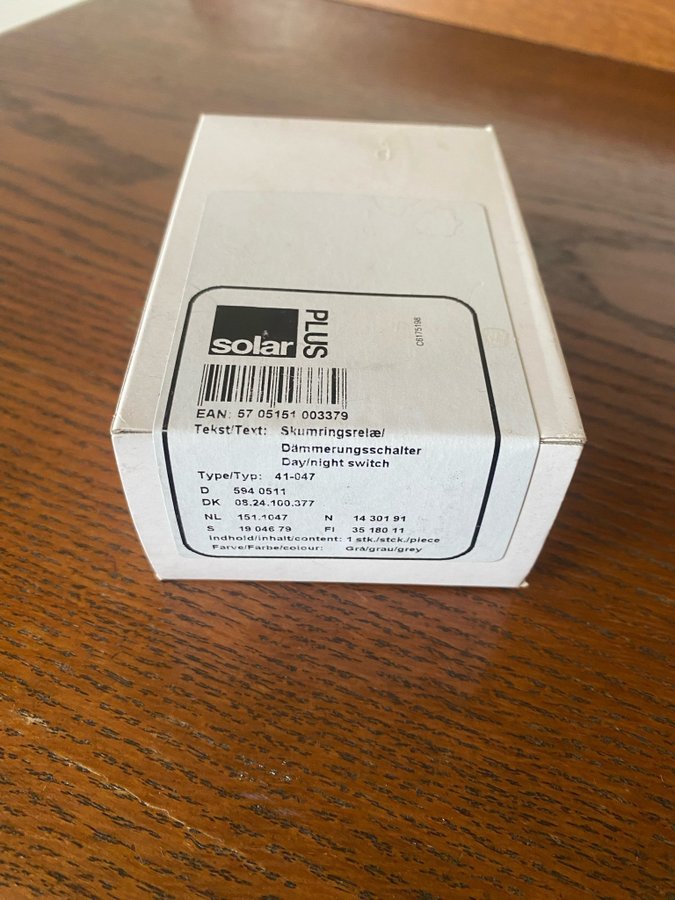 solar
PLUS
C6175198
EAN: 57 05151 003379
Tekst/Text: Skumringsrelæ/
Dämmerungsschalter
Day/night switch
Type/Typ: 41-047
D 594 0511
DK 08.24.100.377
NL 151.1047 N 14 301 91
S 19 046 79 FI 35 180 11
Indhold/inhalt/content: 1 stk./stck./piece
Farve/Farbe/colour: Grå/grau/grey